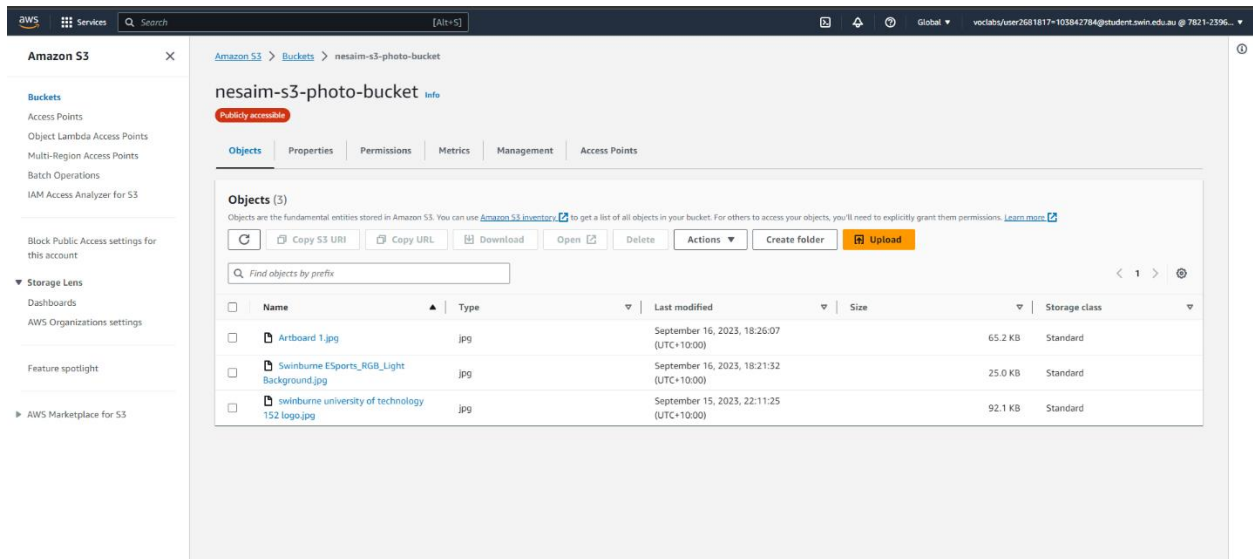 aws Services Search [Alt+S] Global voclabs/user2681817=103842784@student.swin.edu.au @ 7821-2396...
Amazon S3
Buckets
Access Points
Object Lambda Access Points
Multi-Region Access Points
Batch Operations
IAM Access Analyzer for S3
Block Public Access settings for
this account
Storage Lens
Dashboards
AWS Organizations settings
Feature spotlight
AWS Marketplace for S3
Amazon S3 > Buckets > nesaim-s3-photo-bucket
nesaim-s3-photo-bucket Info
Publicly accessible
Objects Properties Permissions Metrics Management Access Points
Objects (3)
Objects are the fundamental entities stored in Amazon S3. You can use Amazon S3 inventory to get a list of all objects in your bucket. For others to access your objects, you'll need to explicitly grant them permissions. Learn more
Copy S3 URI Copy URL Download Open Delete Actions Create folder Upload
Find objects by prefix < 1 >
Name Type Last modified Size Storage class
Artboard 1.jpg jpg September 16, 2023, 18:26:07 (UTC+10:00) 65.2 KB Standard
Swinburne ESports_RGB_Light
Background.jpg jpg September 16, 2023, 18:21:32 (UTC+10:00) 25.0 KB Standard
swinburne university of technology
152 logo.jpg jpg September 15, 2023, 22:11:25 (UTC+10:00) 92.1 KB Standard